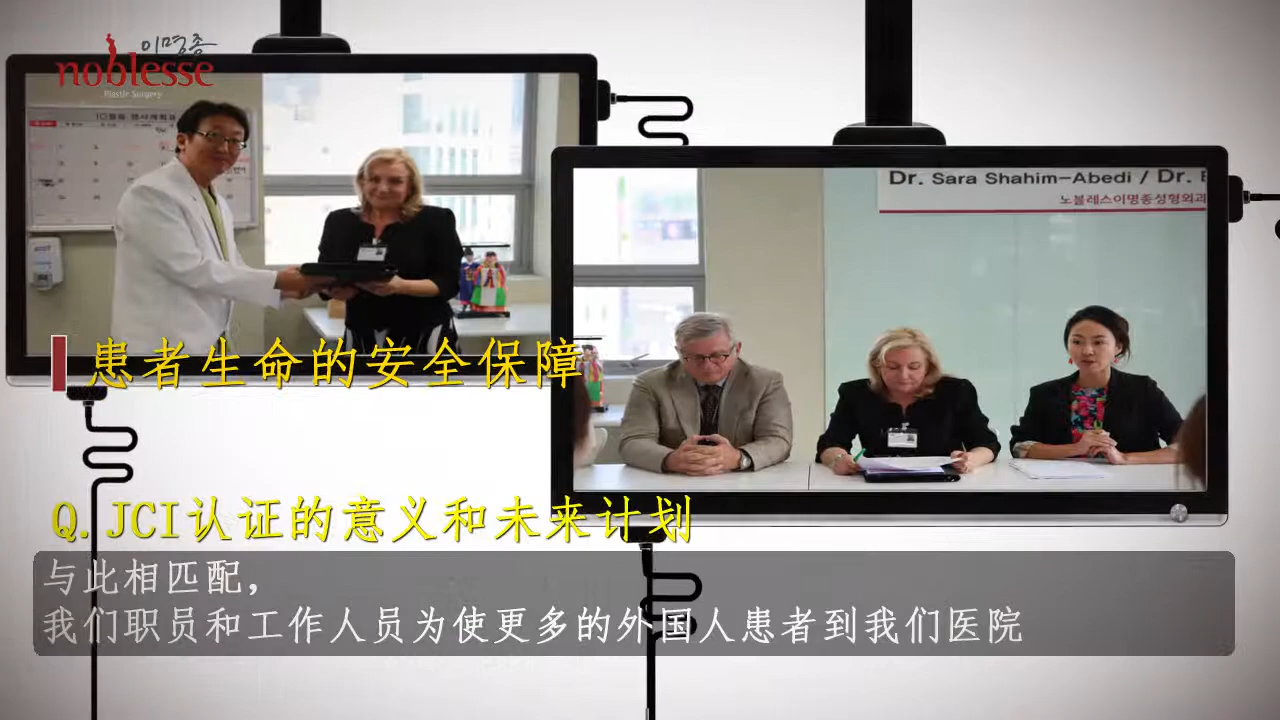 이명종
noblesse
Plastic Surgery
Dr. Sara Shahim-Abedi / Dr.
노블레스이명종성형외과
患者生命的安全保障
Q.JCI认证的意义和未来计划
与此相匹配，
我们职员和工作人员为使更多的外国人患者到我们医院